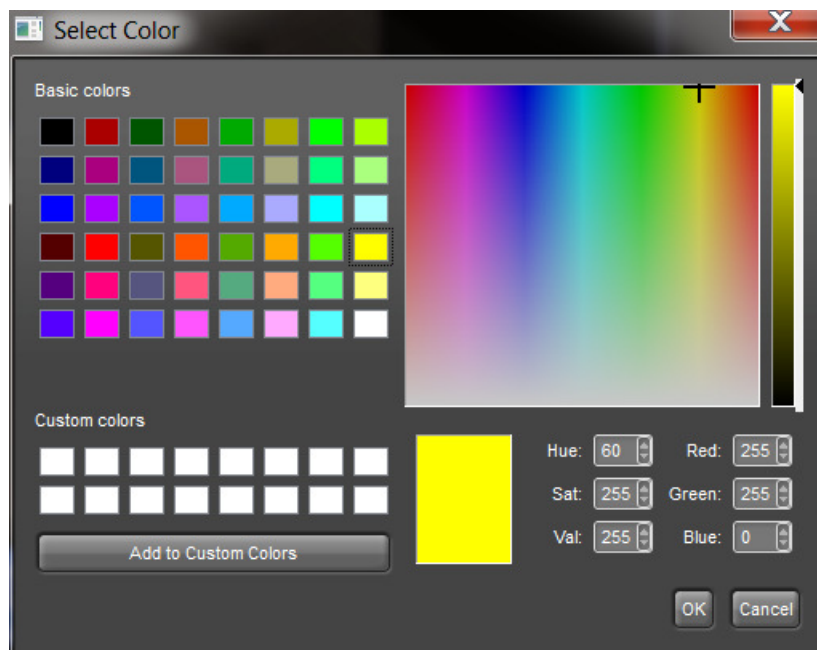 Select Color
Basic colors
Custom colors
Add to Custom Colors
Hue: 60 Red: 255
Sat: 255 Green: 255
Val: 255 Blue: 0
OK Cancel